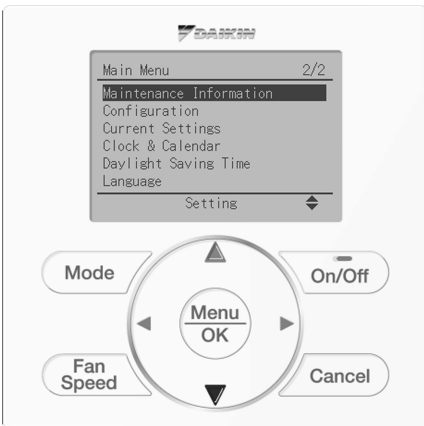 DAIKIN
Main Menu 2/2
Maintenance Information
Configuration
Current Settings
Clock & Calendar
Daylight Saving Time
Language
Setting
Mode
On/Off
Menu
OK
Fan
Speed
Cancel